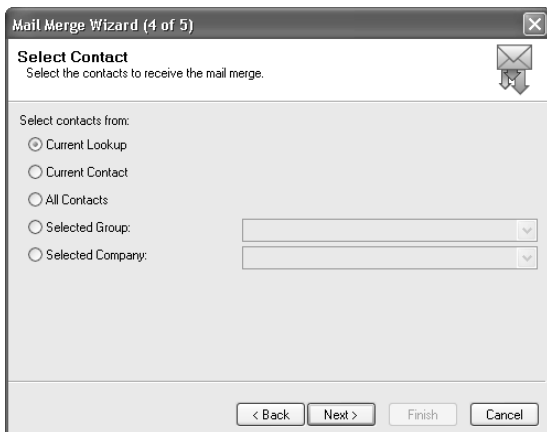 Mail Merge Wizard (4 of 5)
Select Contact
Select the contacts to receive the mail merge.
Select contacts from:
Current Lookup
Current Contact
All Contacts
Selected Group:
Selected Company:
< Back Next > Finish Cancel